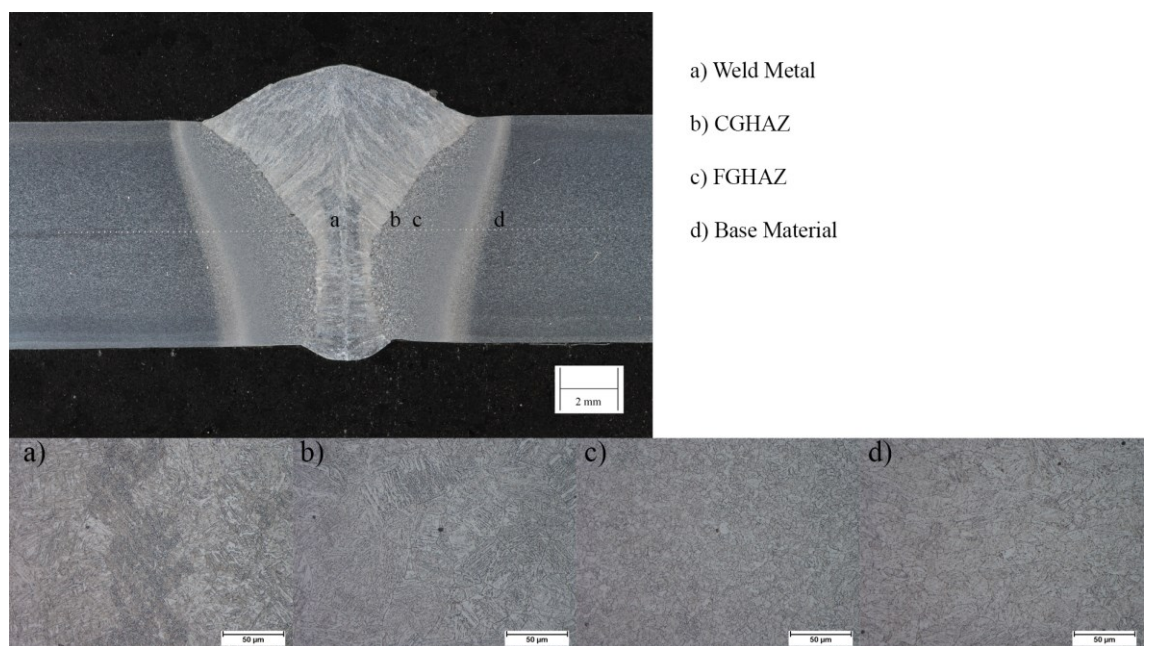 a) Weld Metal
b) CGHAZ
c) FGHAZ
d) Base Material
a b c d
2 mm
a) b) c) d)
50 µm 50 µm 50 µm 50 µm